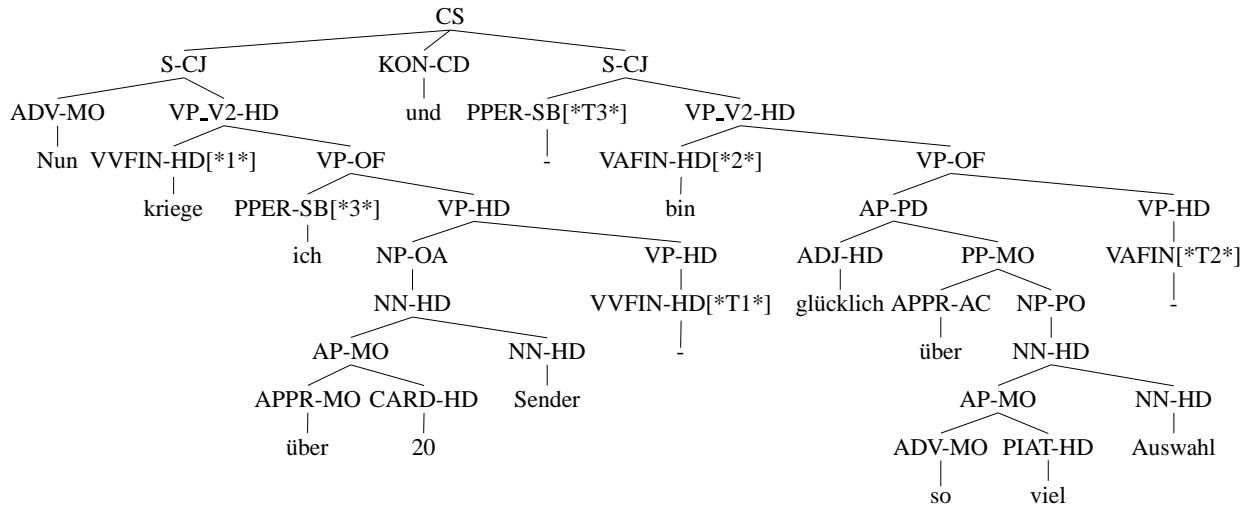 CS
S-CJ KON-CD S-CJ
ADV-MO VP_V2-HD und PPER-SB[*T3*] VP_V2-HD
Nun VVFIN-HD[*1*] VP-OF - VAFIN-HD[*2*] VP-OF
kriege PPER-SB[*3*] VP-HD bin AP-PD VP-HD
ich NP-OA VP-HD ADJ-HD PP-MO VAFIN[*T2*]
NN-HD VVFIN-HD[*T1*] glücklich APPR-AC NP-PO -
AP-MO NN-HD - über NN-HD
APPR-MO CARD-HD Sender AP-MO NN-HD
über 20 ADV-MO PIAT-HD Auswahl
so viel